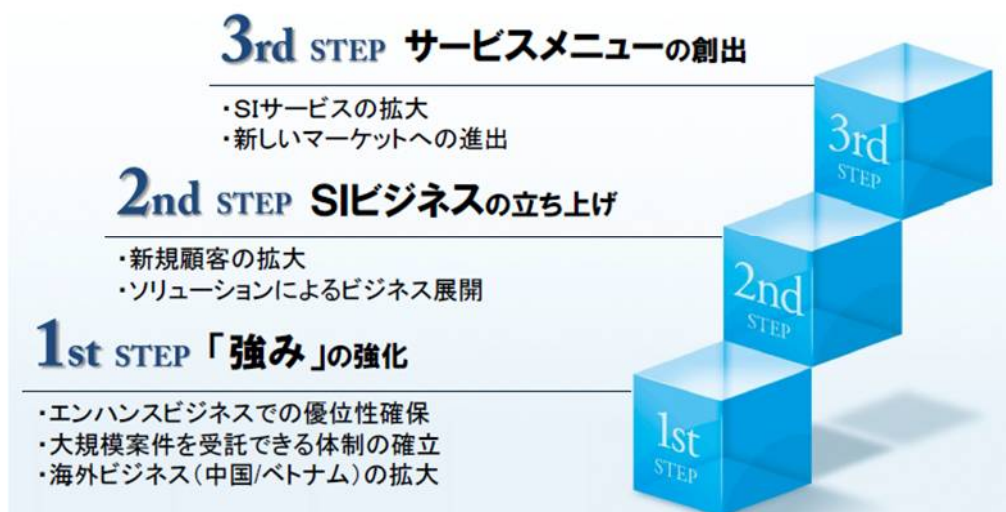 3rd STEP サービスメニューの創出
・SIサービスの拡大
・新しいマーケットへの進出
3rd
STEP
2nd STEP SIビジネスの立ち上げ
・新規顧客の拡大
・ソリューションによるビジネス展開
2nd
STEP
1st STEP 「強み」の強化
・エンハンスビジネスでの優位性確保
・大規模案件を受託できる体制の確立
・海外ビジネス（中国/ベトナム）の拡大
1st
STEP